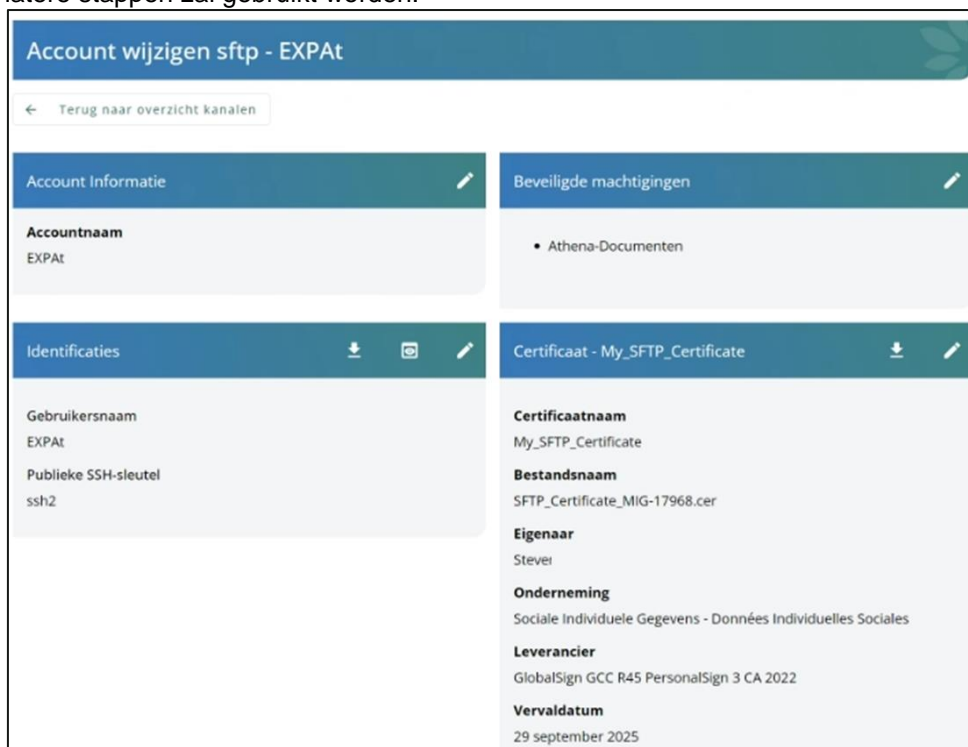 latere stappen zal gebruikt worden.
Account wijzigen sftp - EXPAt
← Terug naar overzicht kanalen
Account Informatie
Accountnaam
EXPAt
Beveiligde machtigingen
• Athena-Documenten
Identificaties
Gebruikersnaam
EXPAt
Publieke SSH-sleutel
ssh2
Certificaat - My_SFTP_Certificate
Certificaatnaam
My_SFTP_Certificate
Bestandsnaam
SFTP_Certificate_MIG-17968.cer
Eigenaar
Onderneming
Sociale Individuele Gegevens - Données Individuelles Sociales
Leverancier
GlobalSign GCC R45 PersonalSign 3 CA 2022
Vervaldatum
29 september 2025